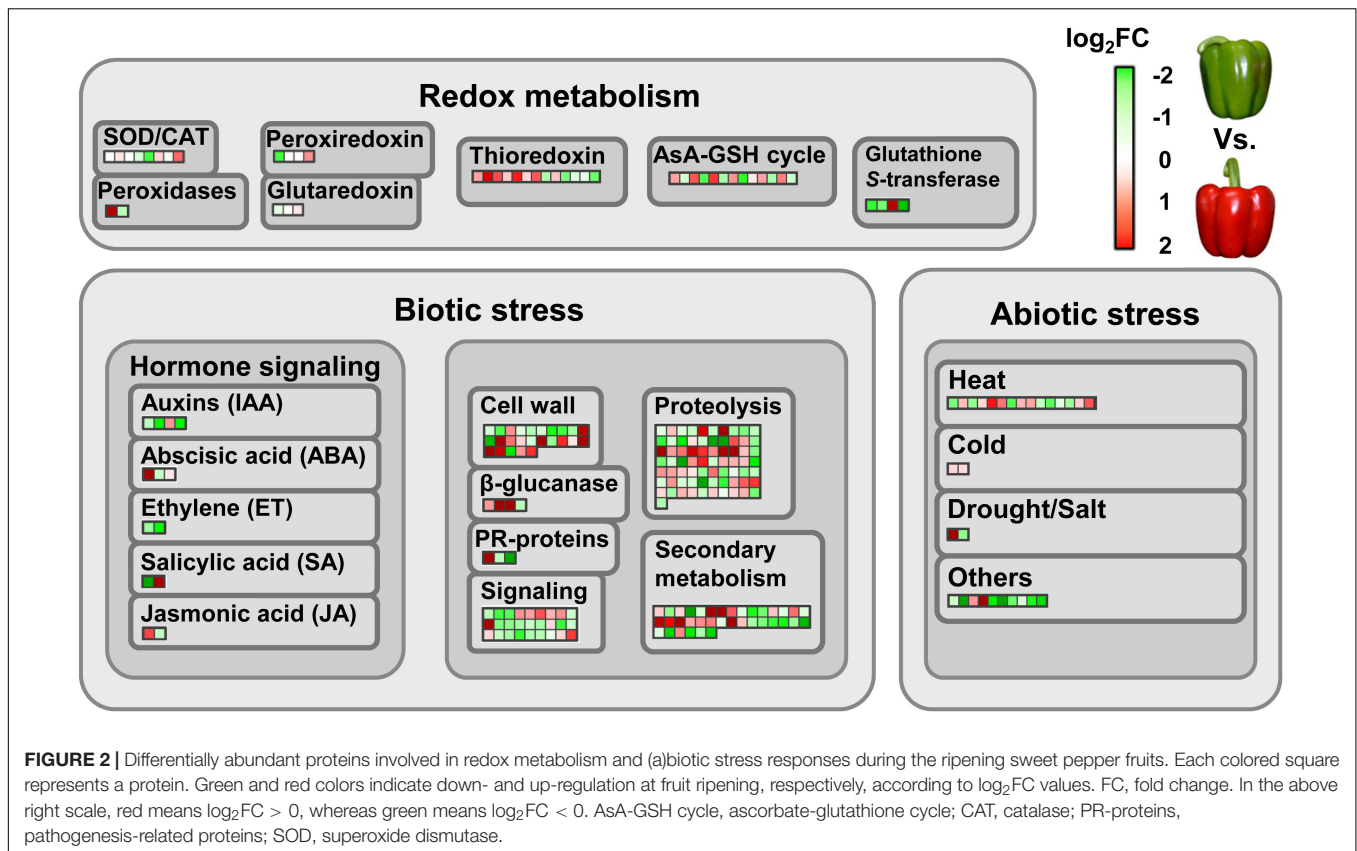 log₂FC
-2
-1
0
1
2
Vs.
Redox metabolism
SOD/CAT
Peroxidases
Peroxiredoxin
Glutaredoxin
Thioredoxin
AsA-GSH cycle
Glutathione
S-transferase
Biotic stress
Hormone signaling
Auxins (IAA)
Abscisic acid (ABA)
Ethylene (ET)
Salicylic acid (SA)
Jasmonic acid (JA)
Cell wall
β-glucanase
PR-proteins
Signaling
Proteolysis
Secondary
metabolism
Abiotic stress
Heat
Cold
Drought/Salt
Others
FIGURE 2 | Differentially abundant proteins involved in redox metabolism and (a)biotic stress responses during the ripening sweet pepper fruits. Each colored square
represents a protein. Green and red colors indicate down- and up-regulation at fruit ripening, respectively, according to log₂FC values. FC, fold change. In the above
right scale, red means log₂FC > 0, whereas green means log₂FC < 0. AsA-GSH cycle, ascorbate-glutathione cycle; CAT, catalase; PR-proteins,
pathogenesis-related proteins; SOD, superoxide dismutase.